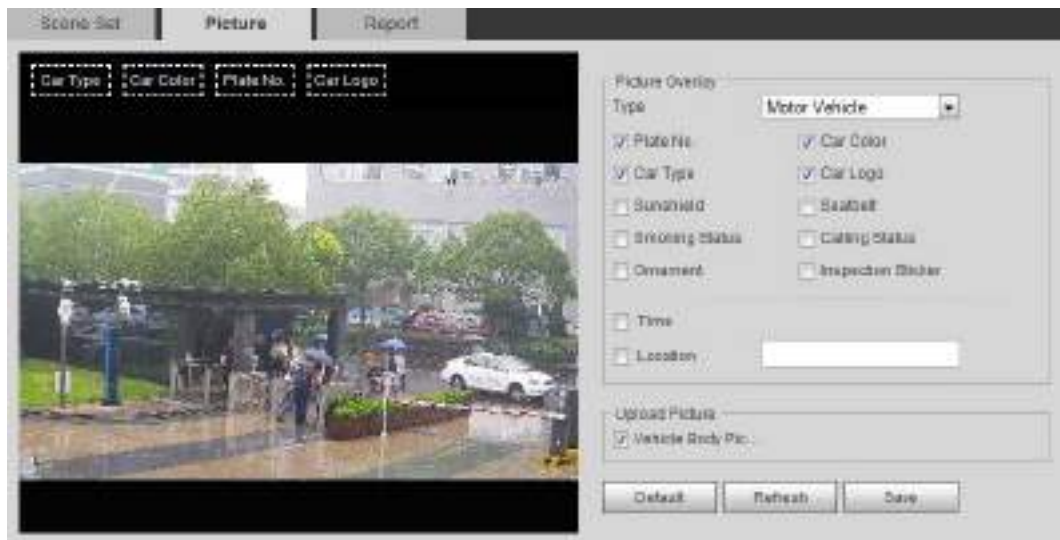 Scene Set Picture Report
Car Type Car Color Plate No. Car Logo
Picture Overlay
Type Motor Vehicle
Plate No. Car Color
Car Type Car Logo
Sunshield Seatbelt
Smoking Status Calling Status
Ornament Inspection Sticker
Time
Location
Upload Picture
Vehicle Body Pic...
Default Refresh Save